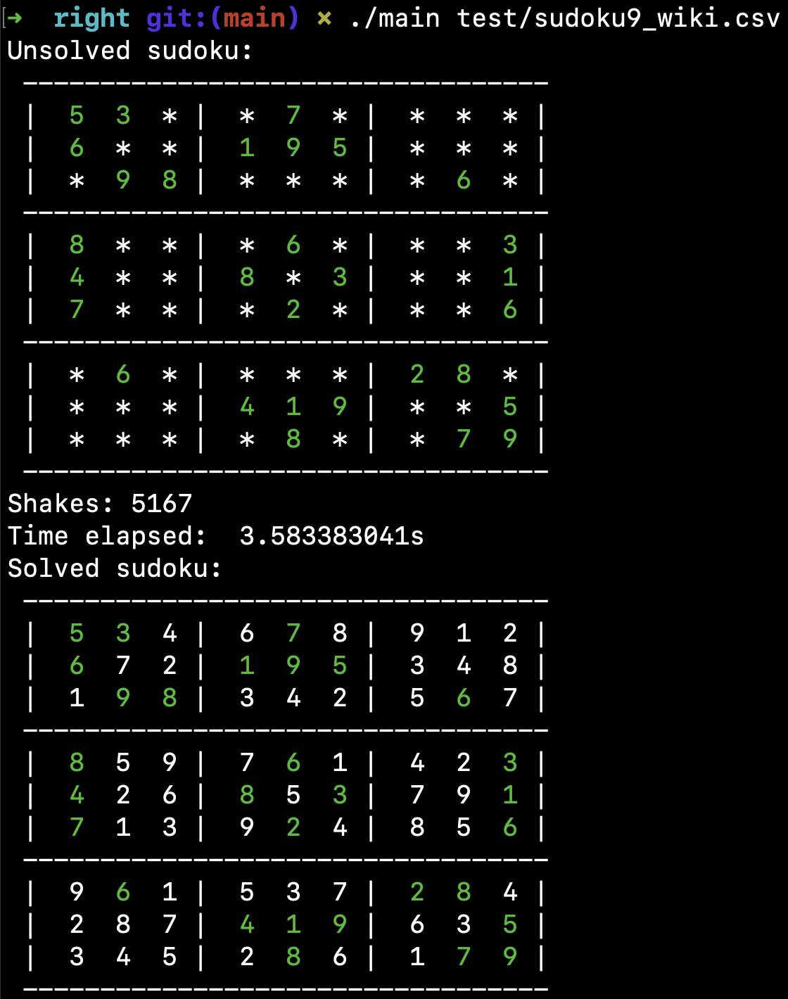 ➜  right git:(main) ✗ ./main test/sudoku9_wiki.csv
Unsolved sudoku:
 ----------------------------------
|  5  3  * |  *  7  * |  *  *  * |
|  6  *  * |  1  9  5 |  *  *  * |
|  *  9  8 |  *  *  * |  *  6  * |
 ----------------------------------
|  8  *  * |  *  6  * |  *  *  3 |
|  4  *  * |  8  *  3 |  *  *  1 |
|  7  *  * |  *  2  * |  *  *  6 |
 ----------------------------------
|  *  6  * |  *  *  * |  2  8  * |
|  *  *  * |  4  1  9 |  *  *  5 |
|  *  *  * |  *  8  * |  *  7  9 |
 ----------------------------------
Shakes: 5167
Time elapsed:  3.583383041s
Solved sudoku:
 ----------------------------------
|  5  3  4 |  6  7  8 |  9  1  2 |
|  6  7  2 |  1  9  5 |  3  4  8 |
|  1  9  8 |  3  4  2 |  5  6  7 |
 ----------------------------------
|  8  5  9 |  7  6  1 |  4  2  3 |
|  4  2  6 |  8  5  3 |  7  9  1 |
|  7  1  3 |  9  2  4 |  8  5  6 |
 ----------------------------------
|  9  6  1 |  5  3  7 |  2  8  4 |
|  2  8  7 |  4  1  9 |  6  3  5 |
|  3  4  5 |  2  8  6 |  1  7  9 |
 ----------------------------------